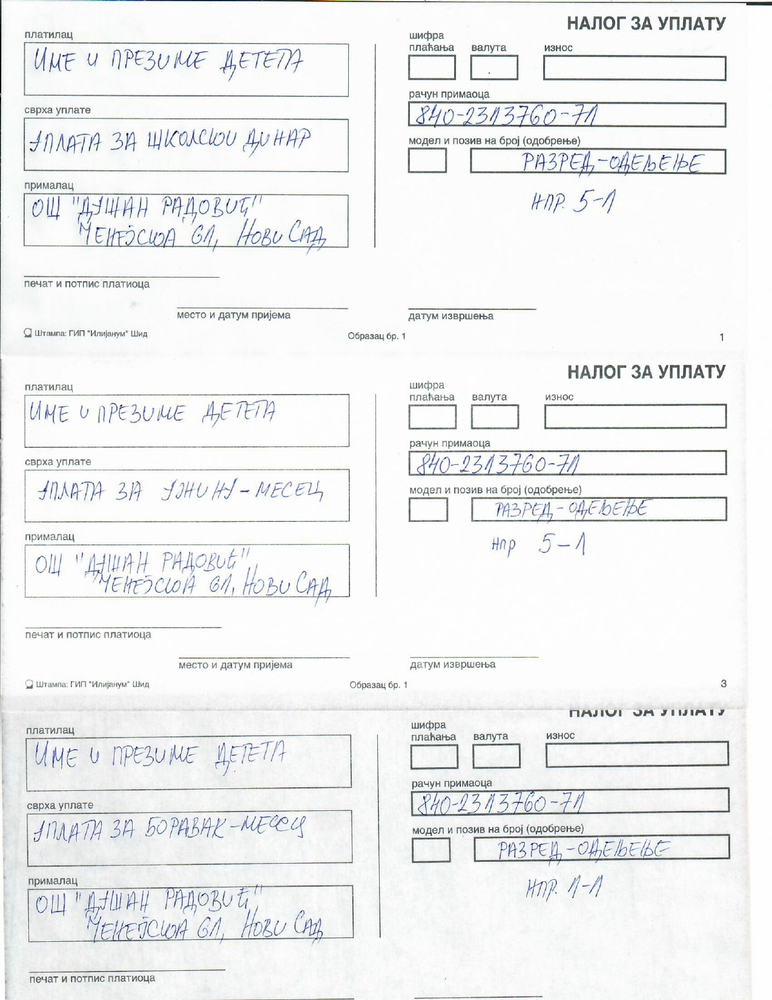 НАЛОГ ЗА УПЛАТУ
платилац
ИМЕ И ПРЕЗИМЕ ДЕТЕТА
сврха уплате
УПЛАТА ЗА ШКОЛСКИ ДИНАР
прималац
ОШ "ДУШАН РАДОВИЋ"
ЧЕНЕЈСКА 61, НОВИ САД
печат и потпис платиоца
место и датум пријема
шифра
плаћања
валута
износ
рачун примаоца
840-2313760-71
модел и позив на број (одобрење)
РАЗРЕД-ОДЕЉЕЊЕ
НПР. 5-1
датум извршења
Штампа: ГИП "Илијанум" Шид
Образац бр. 1
1
НАЛОГ ЗА УПЛАТУ
платилац
ИМЕ И ПРЕЗИМЕ ДЕТЕТА
сврха уплате
УПЛАТА ЗА УЖИНУ-МЕСЕЦ
прималац
ОШ "ДУШАН РАДОВИЋ",
ЧЕНЕЈСКА 61, НОВИ САД
печат и потпис платиоца
место и датум пријема
шифра
плаћања
валута
износ
рачун примаоца
840-2313760-71
модел и позив на број (одобрење)
РАЗРЕД-ОДЕЉЕЊЕ
НПР 5-1
датум извршења
Штампа: ГИП "Илијанум" Шид
Образац бр. 1
3
НАЛОГ ЗА УПЛАТУ
платилац
ИМЕ И ПРЕЗИМЕ ДЕТЕТА
сврха уплате
УПЛАТА ЗА БОРАВАК-МЕСЕЦ
прималац
ОШ "ДУШАН РАДОВИЋ",
ЧЕНЕЈСКА 61, НОВИ САД
печат и потпис платиоца
шифра
плаћања
валута
износ
рачун примаоца
840-2313760-71
модел и позив на број (одобрење)
РАЗРЕД-ОДЕЉЕЊЕ
НПР. 1-1